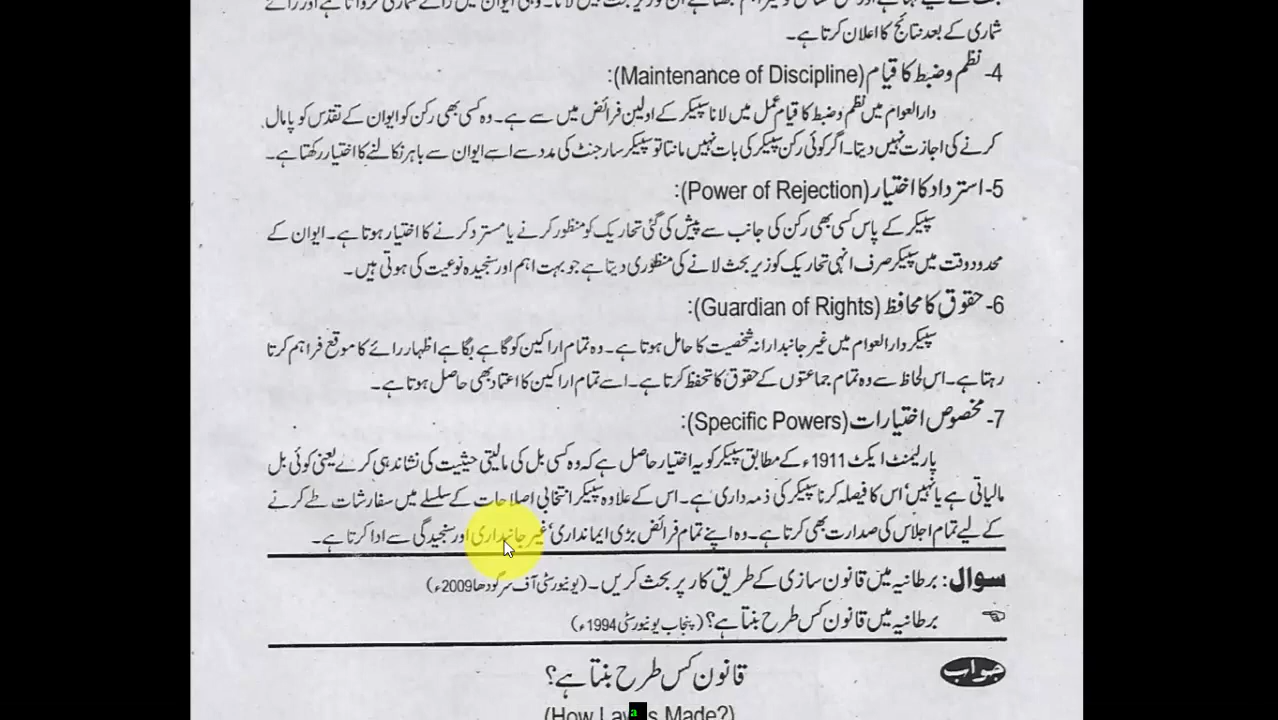 شماری کے بعد نتائج کا اعلان کرتا ہے۔
4- نظم و ضبط کا قیام (Maintenance of Discipline):
دارالعوام میں نظم و ضبط کا قیام عمل میں لانا سپیکر کے اولین فرائض میں سے ہے۔ وہ کسی بھی رکن کو ایوان کے تقدس کو پامال
کرنے کی اجازت نہیں دیتا۔ اگر کوئی رکن سپیکر کی بات نہیں مانتا تو سپیکر سارجنٹ کی مدد سے اسے ایوان سے باہر نکالنے کا اختیار رکھتا ہے۔
5- استرداد کا اختیار (Power of Rejection):
سپیکر کے پاس کسی بھی رکن کی جانب سے پیش کی گئی تحاریک کو منظور کرنے یا مسترد کرنے کا اختیار ہوتا ہے۔ ایوان کے
محدود وقت میں سپیکر صرف انہی تحاریک کو زیر بحث لانے کی منظوری دیتا ہے جو بہت اہم اور سنجیدہ نوعیت کی ہوتی ہیں۔
6- حقوق کا محافظ (Guardian of Rights):
سپیکر دارالعوام میں غیر جانبدارانہ شخصیت کا حامل ہوتا ہے۔ وہ تمام اراکین کو گاہے بگاہے اظہار رائے کا موقع فراہم کرتا
رہتا ہے۔ اس لحاظ سے وہ تمام جماعتوں کے حقوق کا تحفظ کرتا ہے۔ اسے تمام اراکین کا اعتماد بھی حاصل ہوتا ہے۔
7- مخصوص اختیارات (Specific Powers):
پارلیمنٹ ایکٹ 1911ء کے مطابق سپیکر کو یہ اختیار حاصل ہے کہ وہ کسی بل کی مالیتی حیثیت کی نشاندہی کرے یعنی کوئی بل
مالیاتی ہے یا نہیں‘ اس کا فیصلہ کرنا سپیکر کی ذمہ داری ہے۔ اس کے علاوہ سپیکر انتخابی اصلاحات کے سلسلے میں سفارشات طے کرنے
کے لیے تمام اجلاس کی صدارت بھی کرتا ہے۔ وہ اپنے تمام فرائض بڑی ایمانداری‘ غیر جانبداری اور سنجیدگی سے ادا کرتا ہے۔
سوال: برطانیہ میں قانون سازی کے طریق کار پر بحث کریں۔ (یونیورسٹی آف سرگودھا 2009ء)
برطانیہ میں قانون کس طرح بنتا ہے؟ (پنجاب یونیورسٹی 1994ء)
جواب
قانون کس طرح بنتا ہے؟
(How Law is Made?)